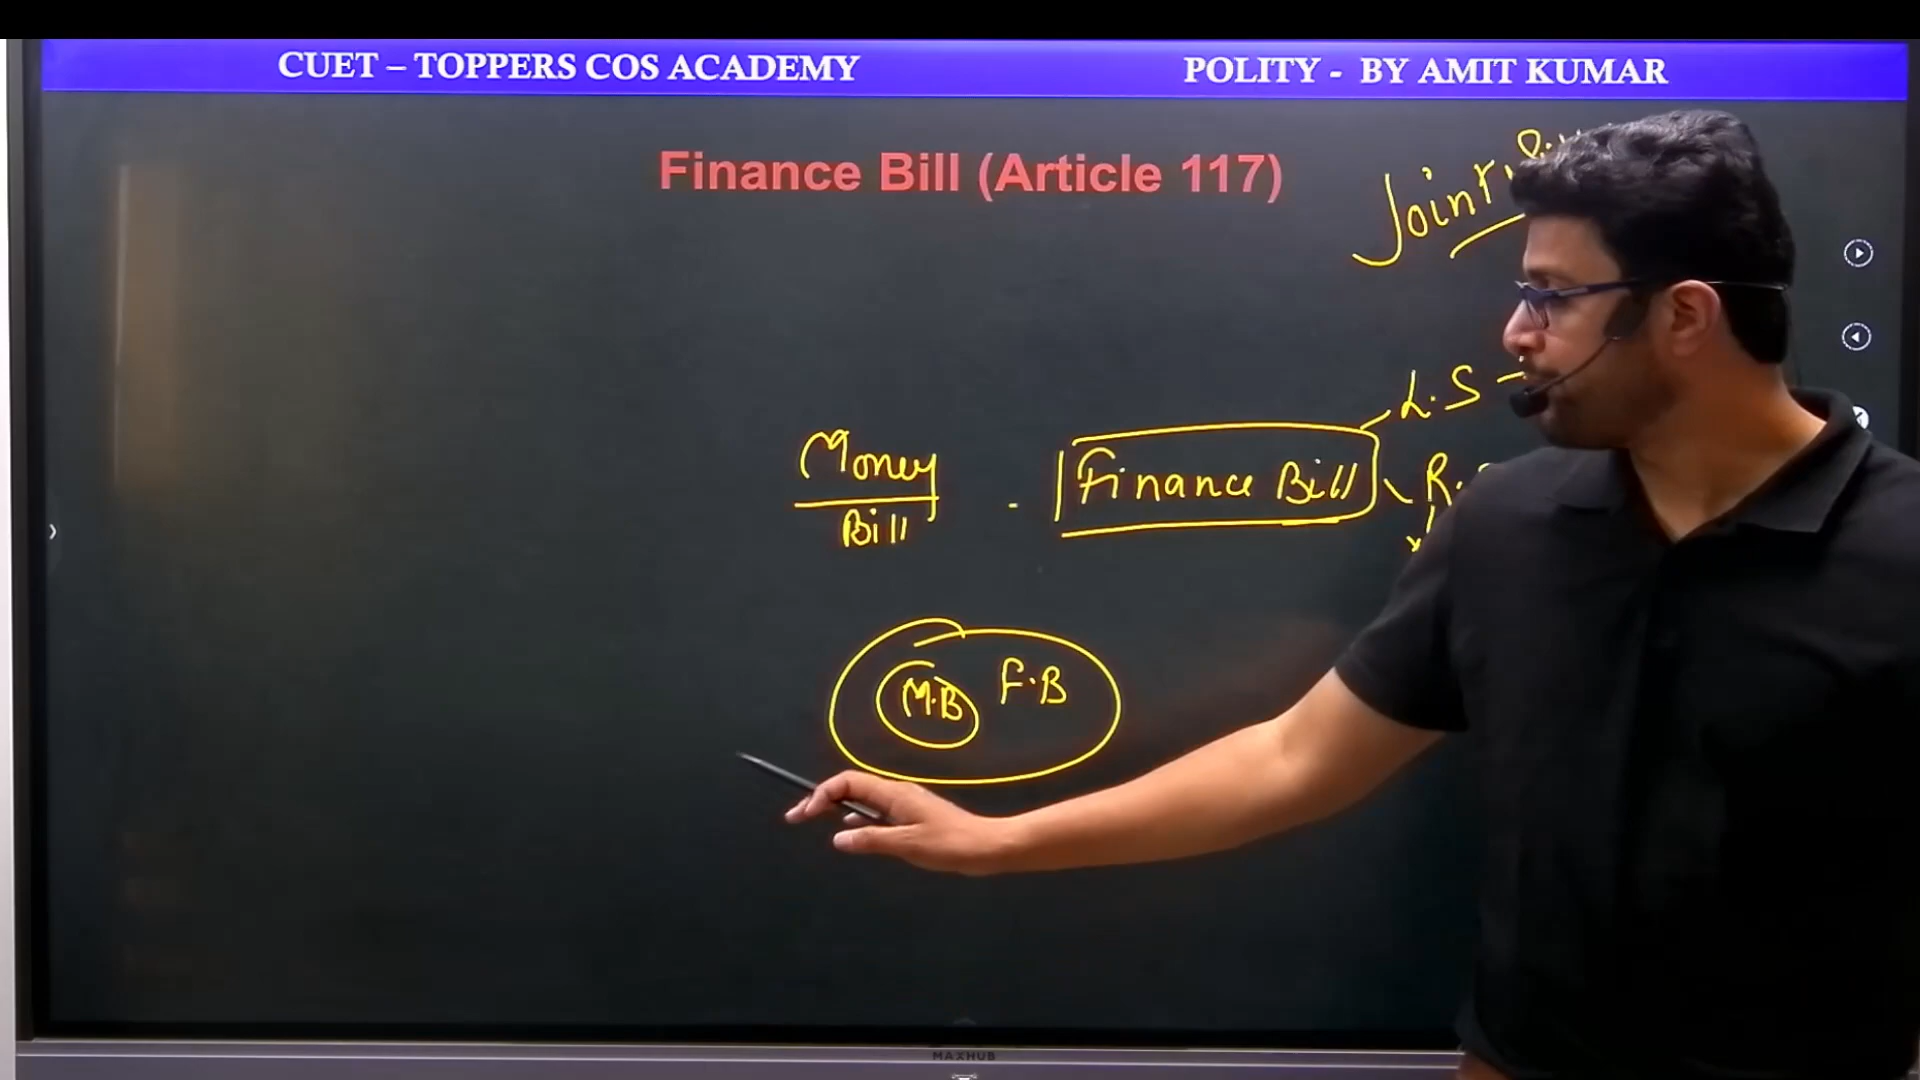 CUET – TOPPERS COS ACADEMY
POLITY - BY AMIT KUMAR
Finance Bill (Article 117)
Joint
L.S -
Money
Bill
- Finance Bill
R.
M.B
F.B
MAXHUB